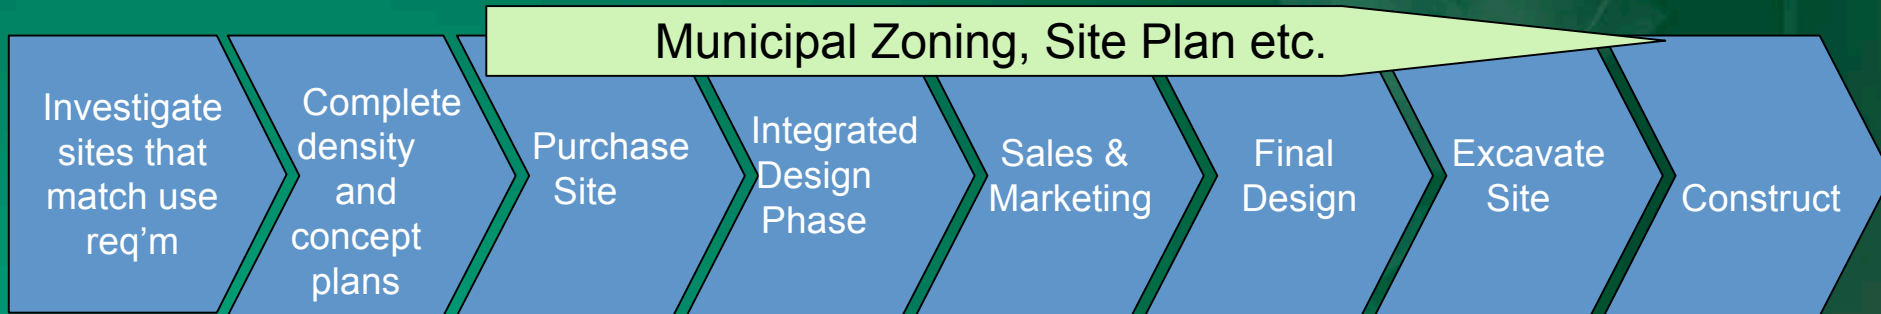 Municipal Zoning, Site Plan etc.
Investigate
sites that
match use
req’m
Complete
density
and
concept
plans
Purchase
Site
Integrated
Design
Phase
Sales &
Marketing
Final
Design
Excavate
Site
Construct